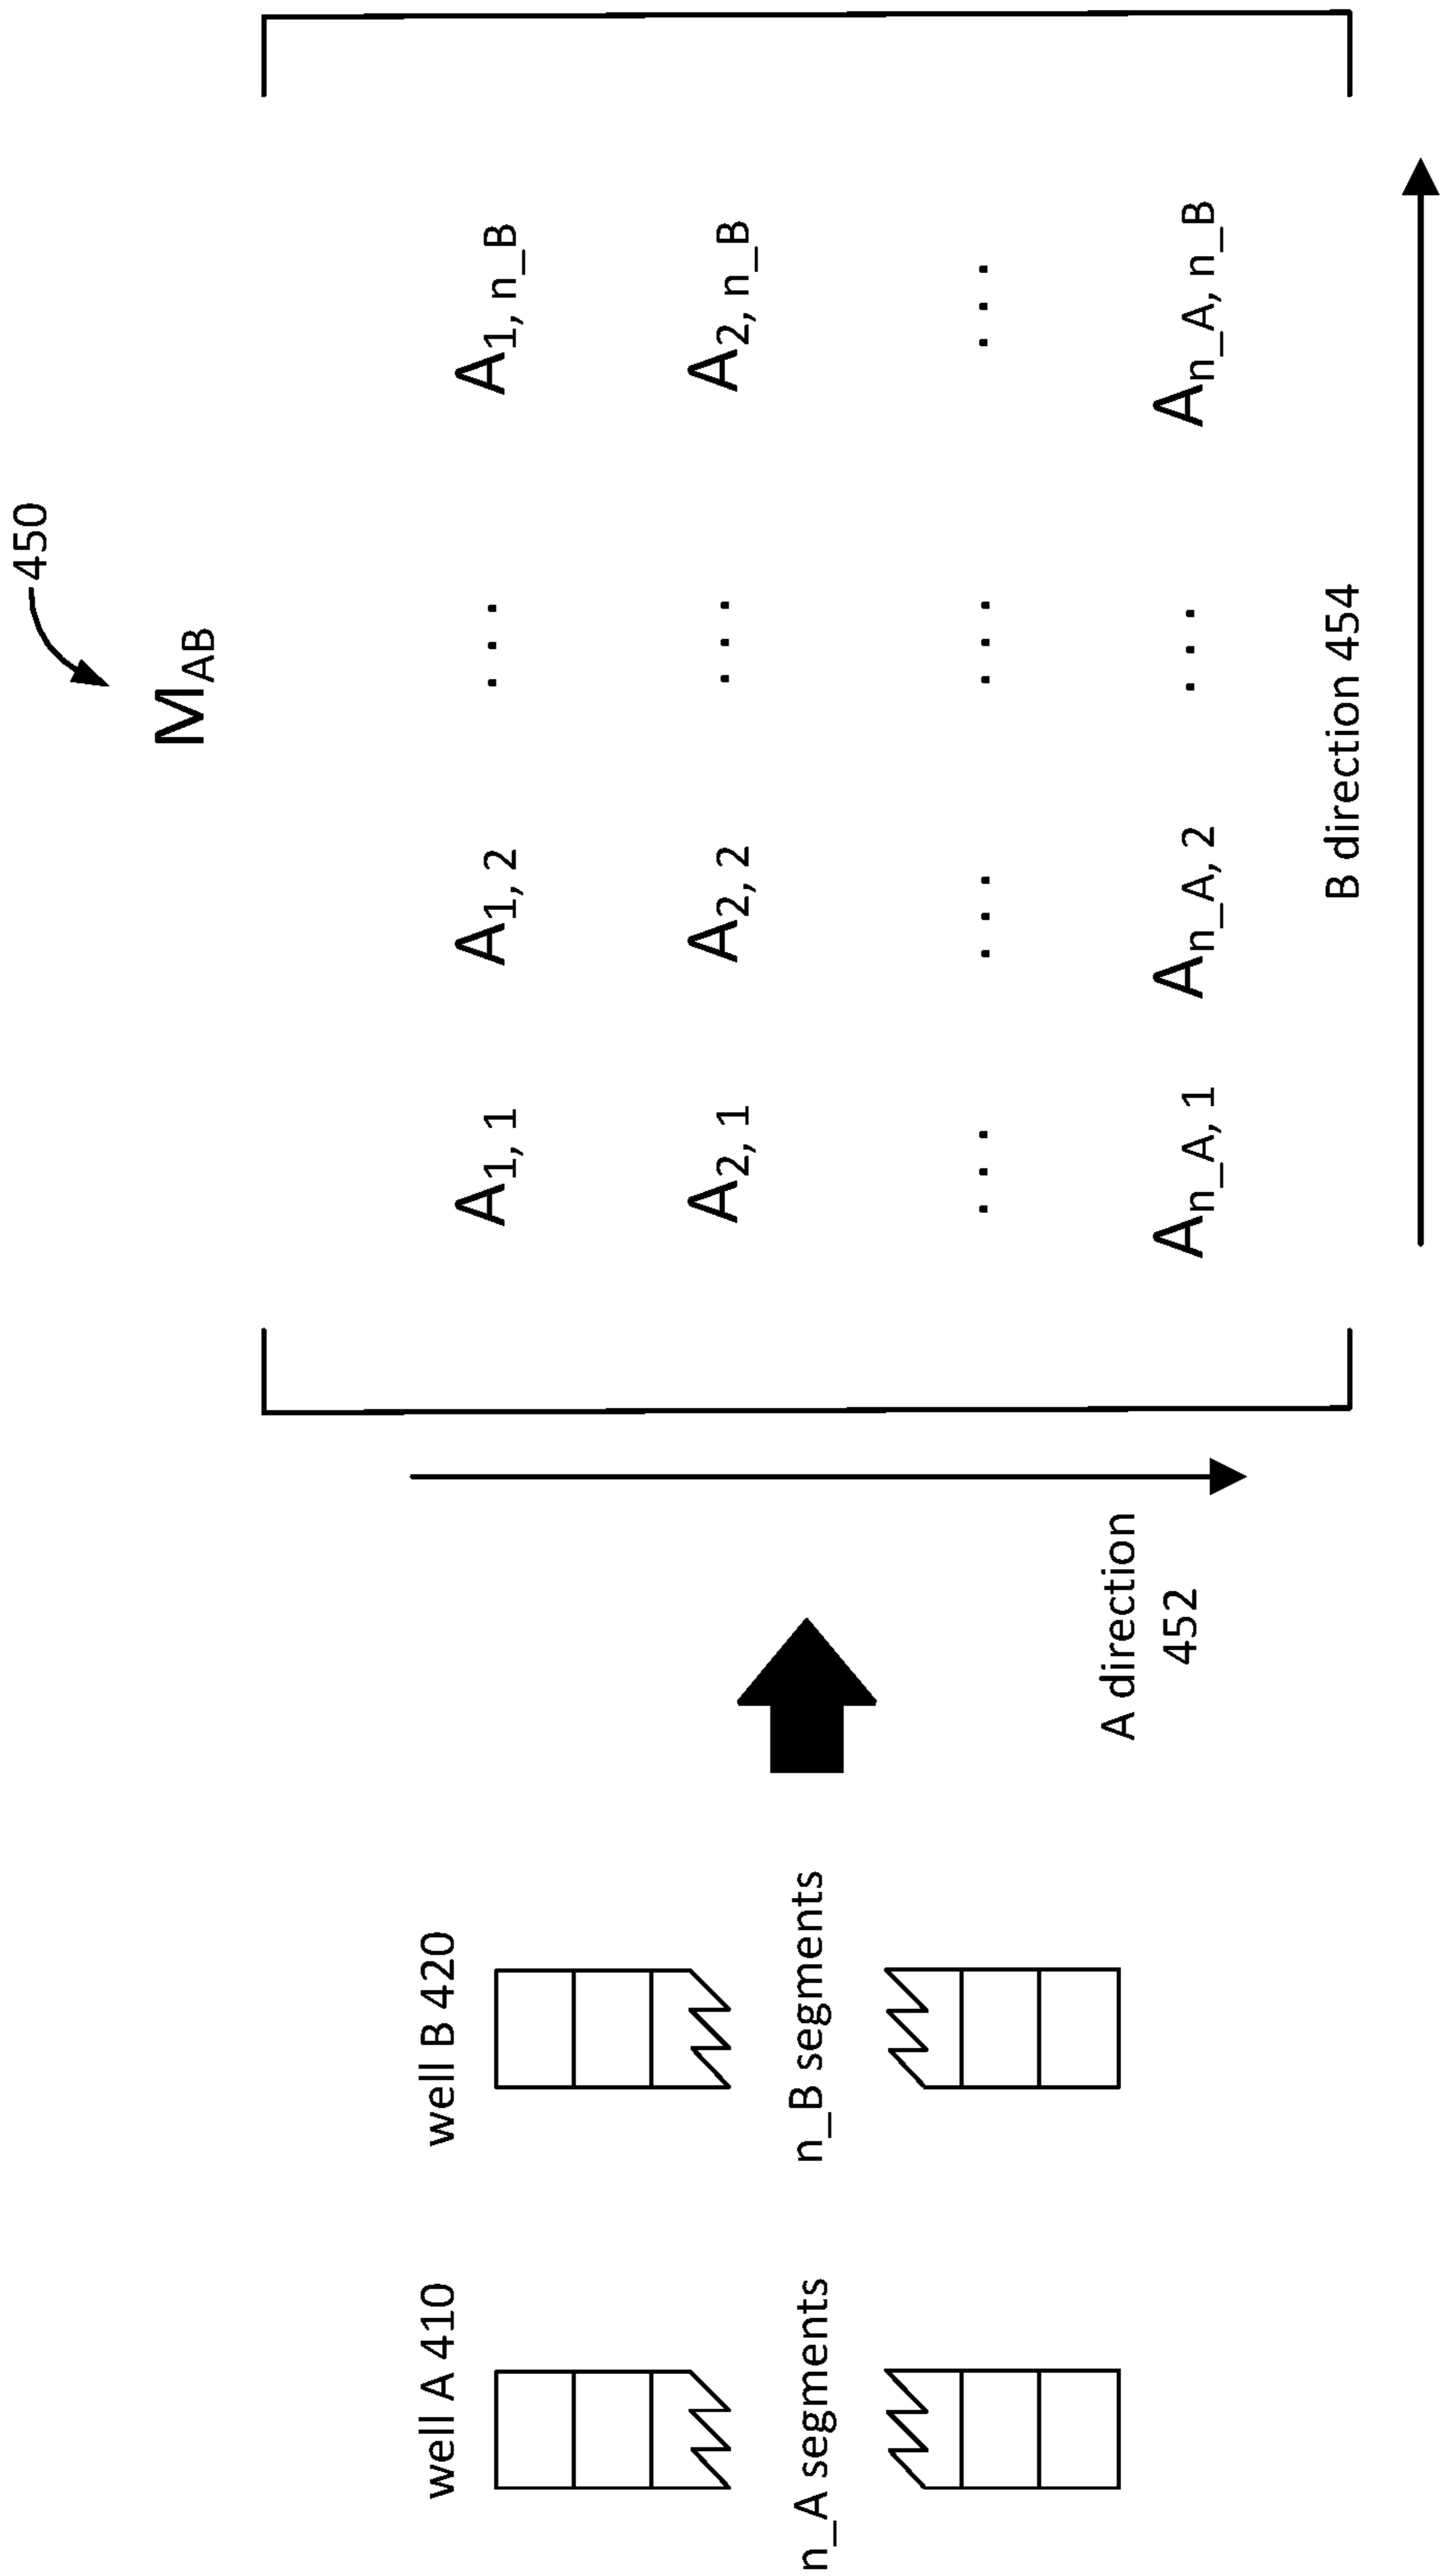 450
M_AB
well A 410
well B 420
n_A segments
n_B segments
A direction
452
A_1, 1 A_1, 2 ... A_1, n_B
A_2, 1 A_2, 2 ... A_2, n_B
... ... ... ...
A_n_A, 1 A_n_A, 2 ... A_n_A, n_B
B direction 454